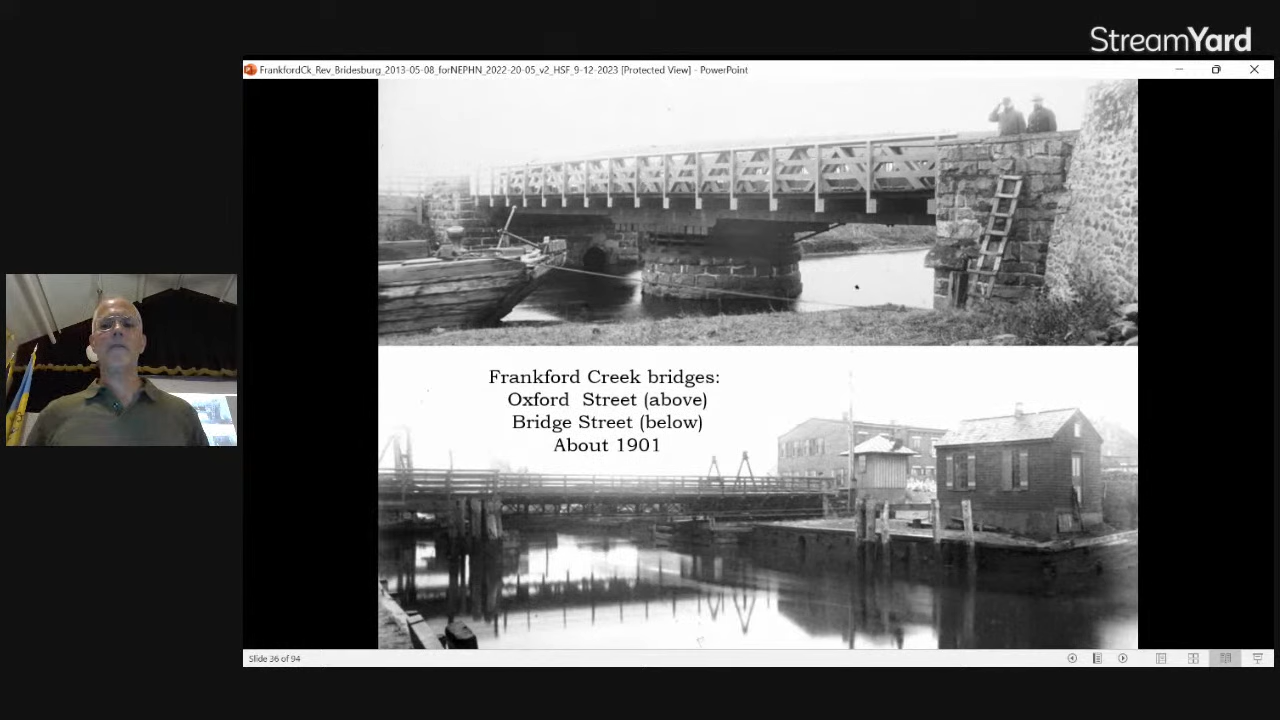 StreamYard
FrankfordCk_Rev_Bridesburg_2013-05-08_forNEPHN_2022-20-05_v2_HSF_9-12-2023 [Protected View] - PowerPoint
Frankford Creek bridges:
Oxford Street (above)
Bridge Street (below)
About 1901
Slide 36 of 94